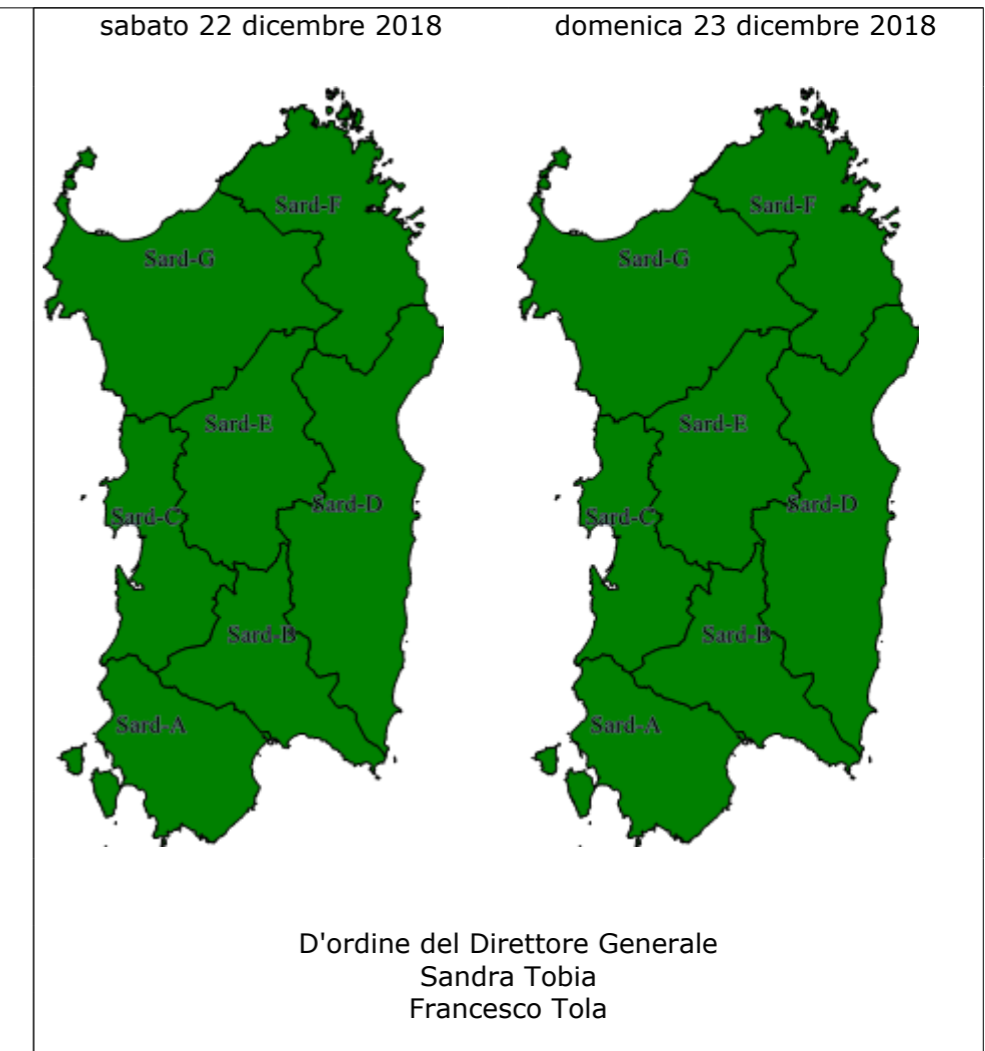 sabato 22 dicembre 2018
domenica 23 dicembre 2018
Sard-F
Sard-G
Sard-E
Sard-D
Sard-C
Sard-B
Sard-A
Sard-F
Sard-G
Sard-E
Sard-D
Sard-C
Sard-B
Sard-A
D'ordine del Direttore Generale
Sandra Tobia
Francesco Tola